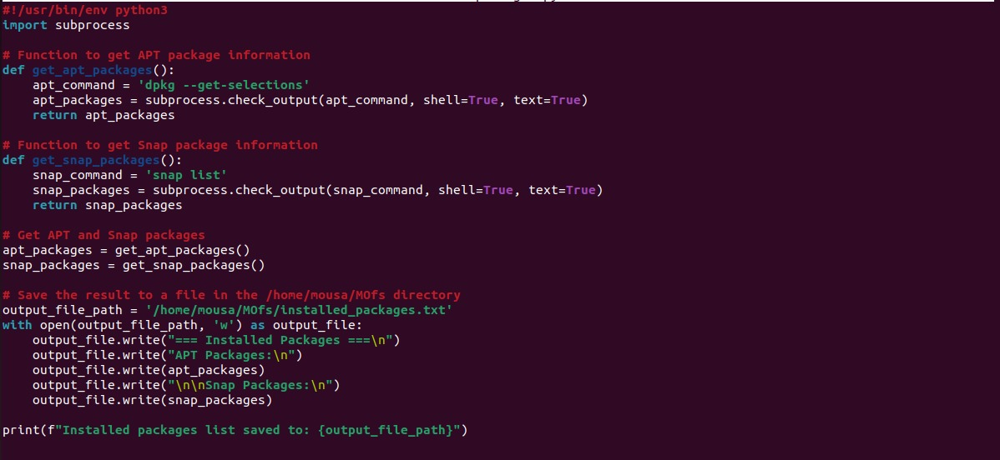 #!/usr/bin/env python3
import subprocess

# Function to get APT package information
def get_apt_packages():
    apt_command = 'dpkg --get-selections'
    apt_packages = subprocess.check_output(apt_command, shell=True, text=True)
    return apt_packages

# Function to get Snap package information
def get_snap_packages():
    snap_command = 'snap list'
    snap_packages = subprocess.check_output(snap_command, shell=True, text=True)
    return snap_packages

# Get APT and Snap packages
apt_packages = get_apt_packages()
snap_packages = get_snap_packages()

# Save the result to a file in the /home/mousa/MOfs directory
output_file_path = '/home/mousa/MOfs/installed_packages.txt'
with open(output_file_path, 'w') as output_file:
    output_file.write("=== Installed Packages ===\n")
    output_file.write("APT Packages:\n")
    output_file.write(apt_packages)
    output_file.write("\n\nSnap Packages:\n")
    output_file.write(snap_packages)

print(f"Installed packages list saved to: {output_file_path}")